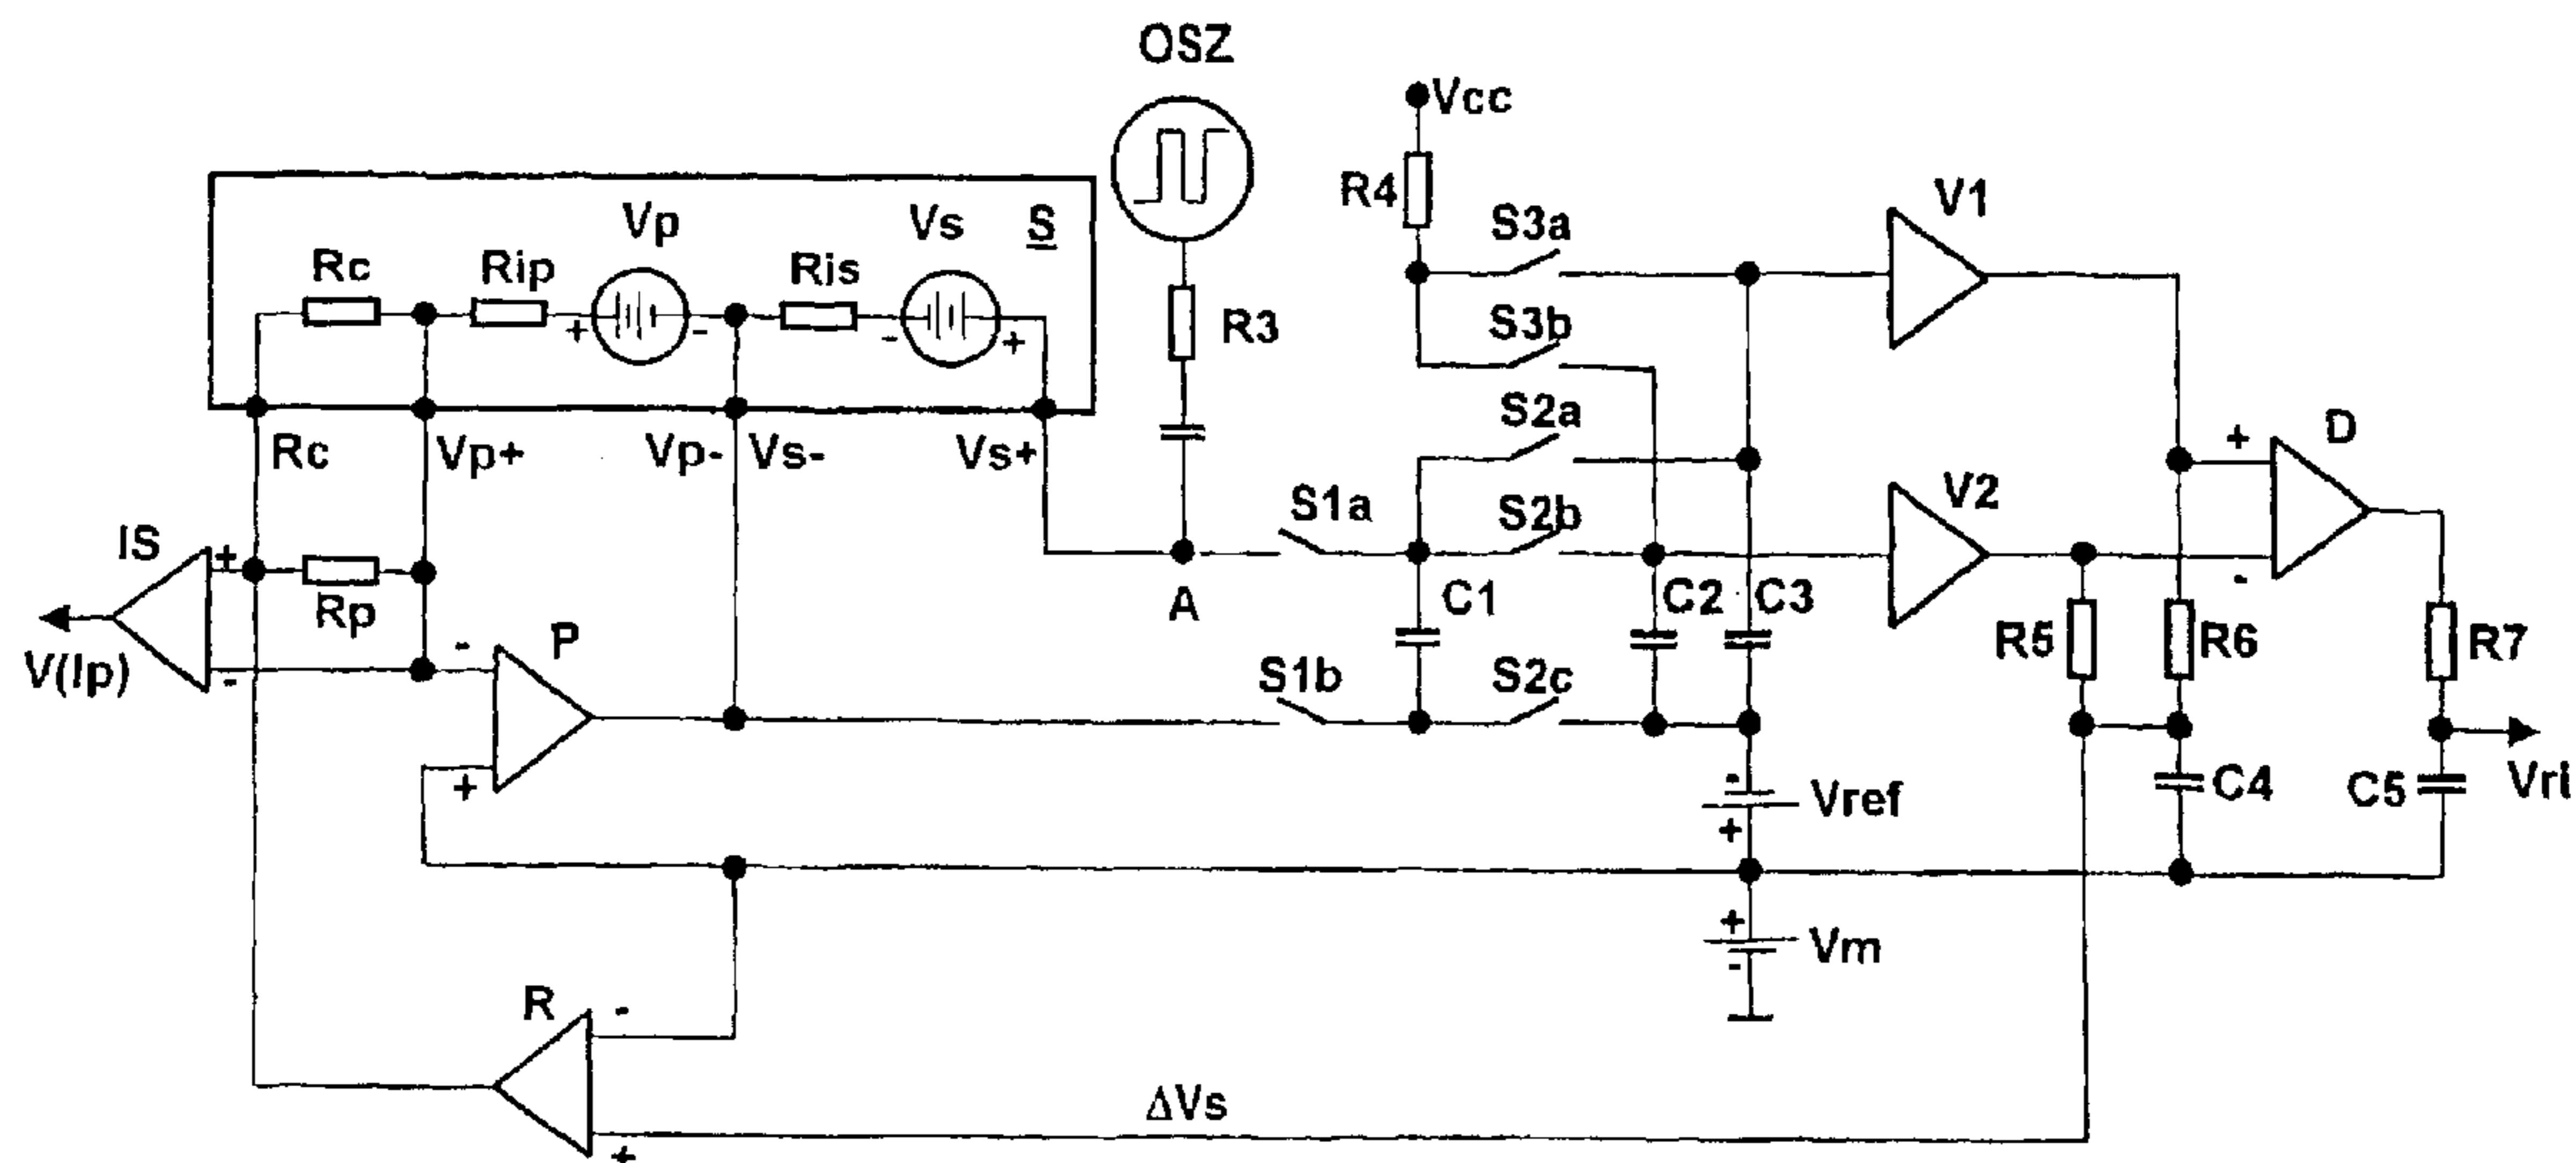 OSZ
Vcc
R4
S3a
V1
Vp
Vs
S
Rc
Rip
Ris
+
-
-
+
R3
S3b
S2a
D
Rc
Vp+
Vp-
Vs-
Vs+
+
S1a
S2b
V2
IS
+
Rp
A
C1
C2
C3
-
R5
R6
R7
V(Ip)
-
-
P
S1b
S2c
+
-
Vref
+
C4
C5
+
Vm
-
R
-
ΔVs
+